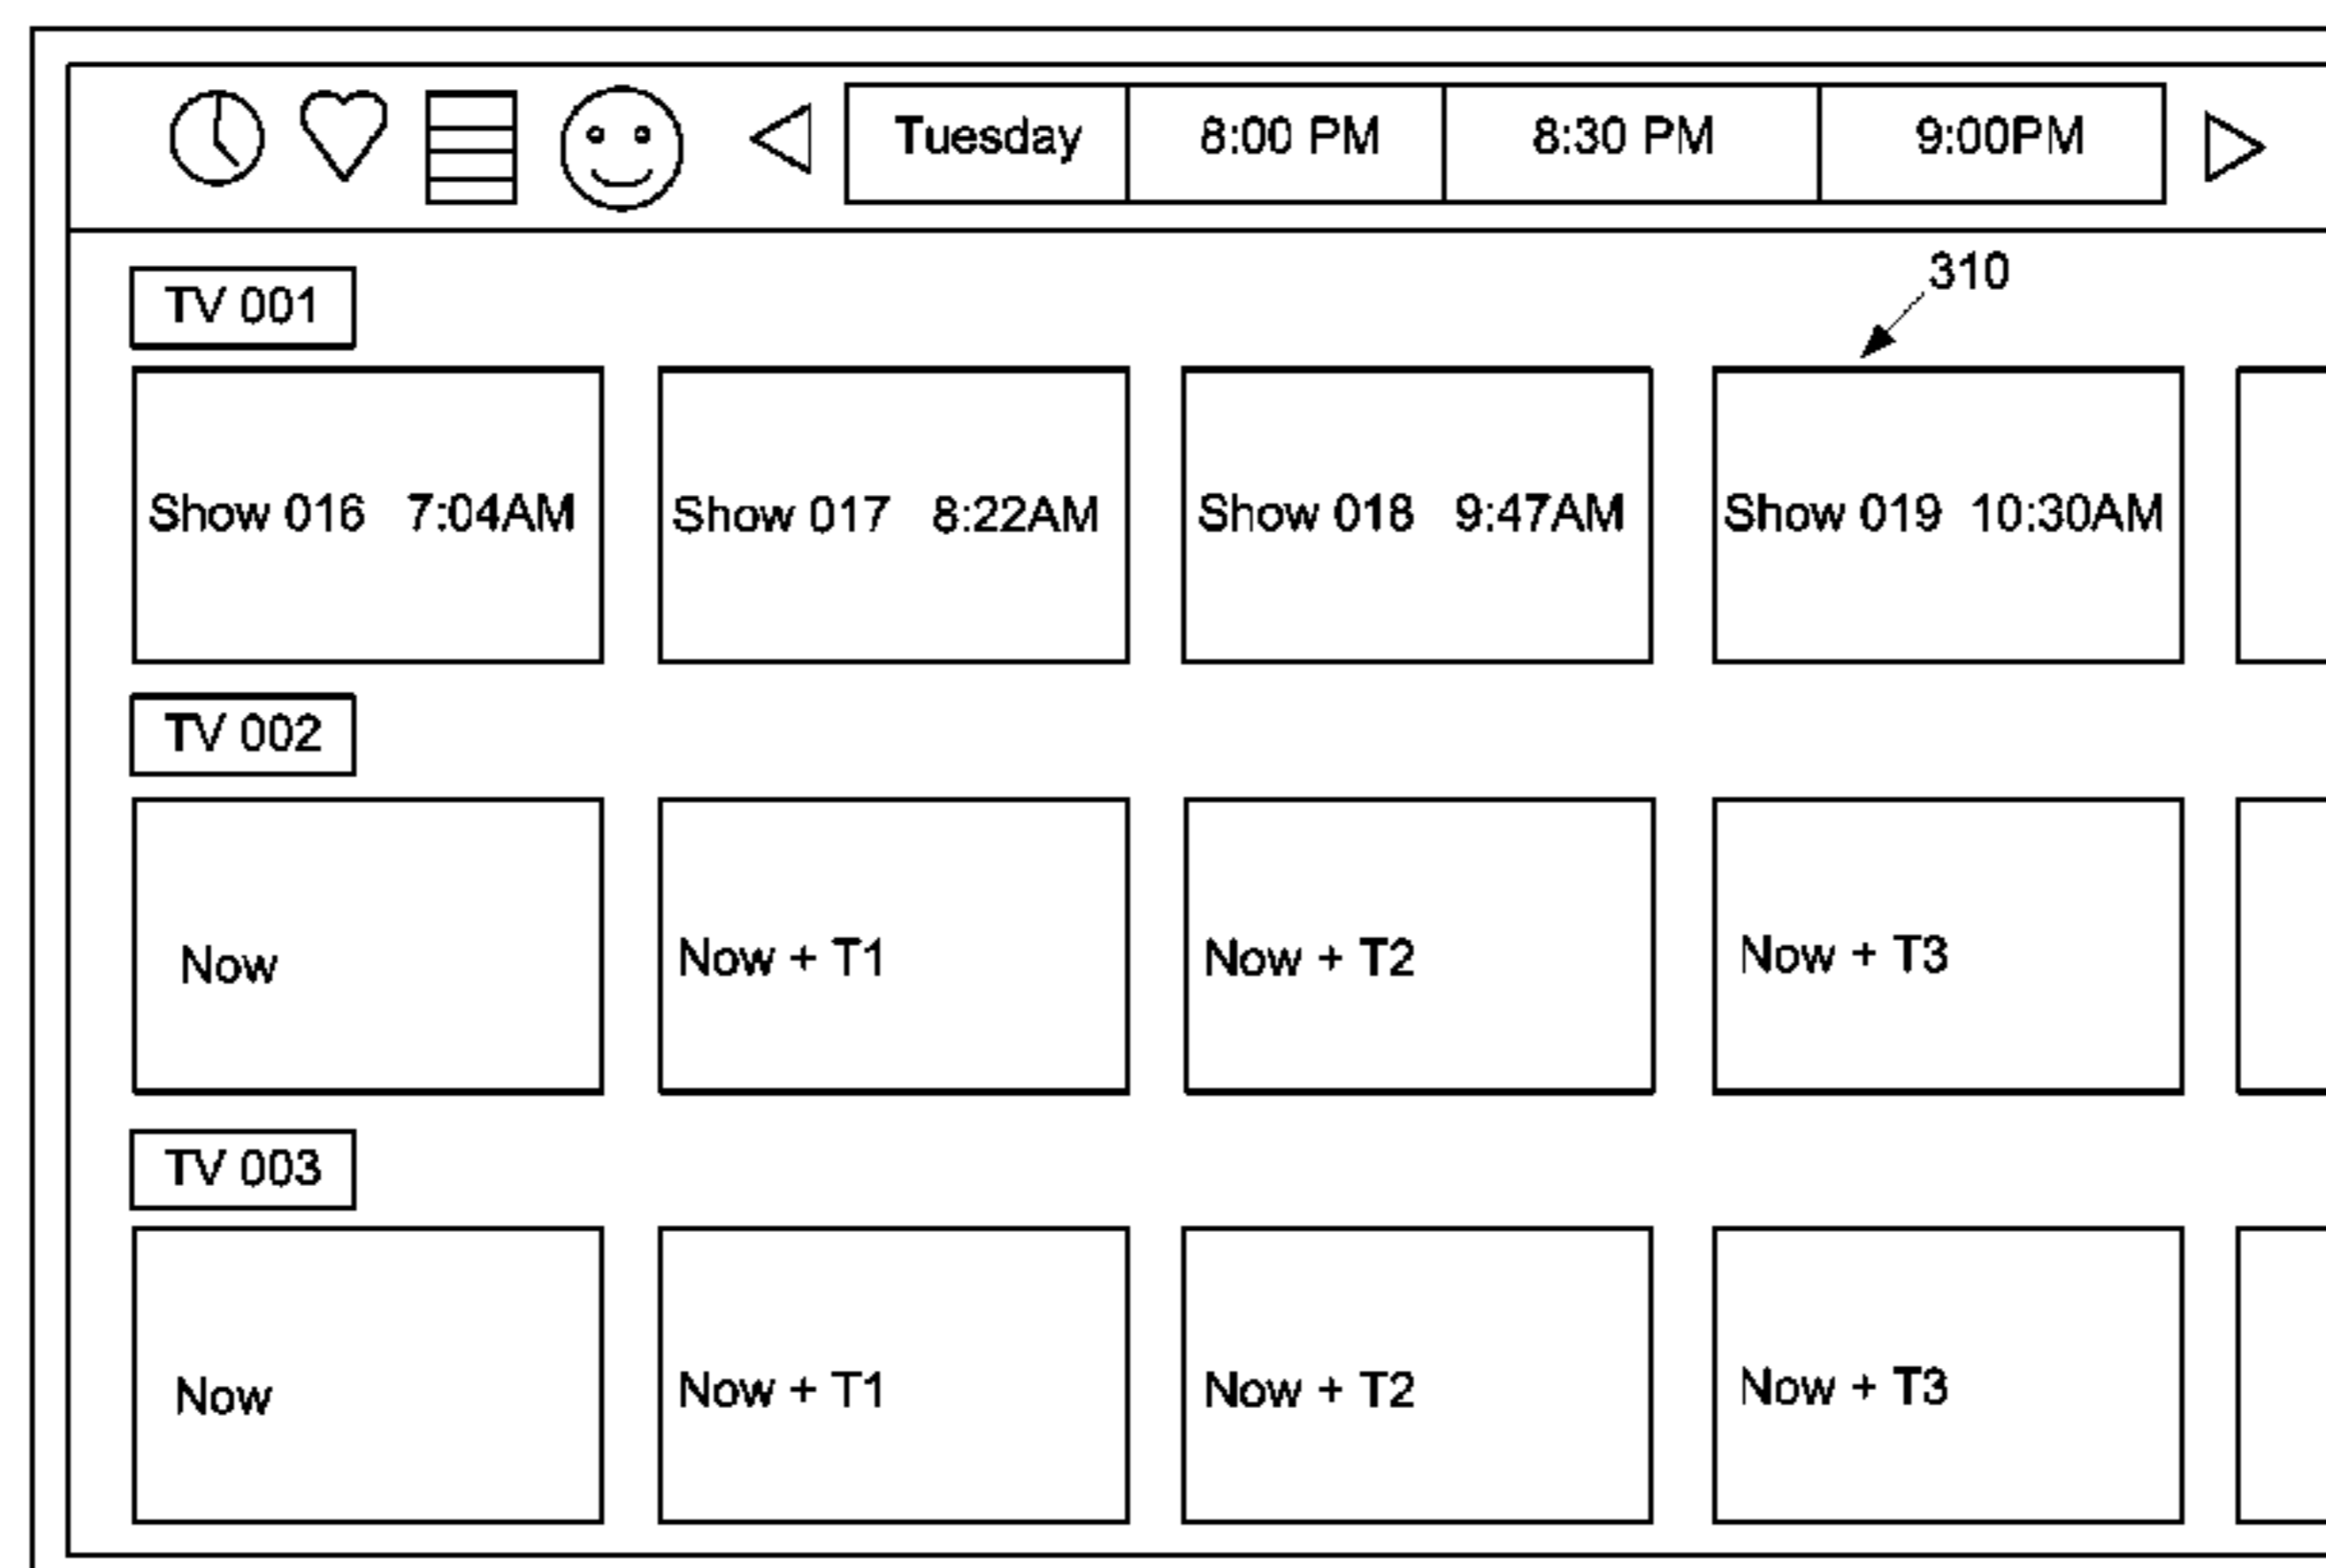 Tuesday 8:00 PM 8:30 PM 9:00PM
310
TV 001
Show 016 7:04AM Show 017 8:22AM Show 018 9:47AM Show 019 10:30AM
TV 002
Now Now + T1 Now + T2 Now + T3
TV 003
Now Now + T1 Now + T2 Now + T3